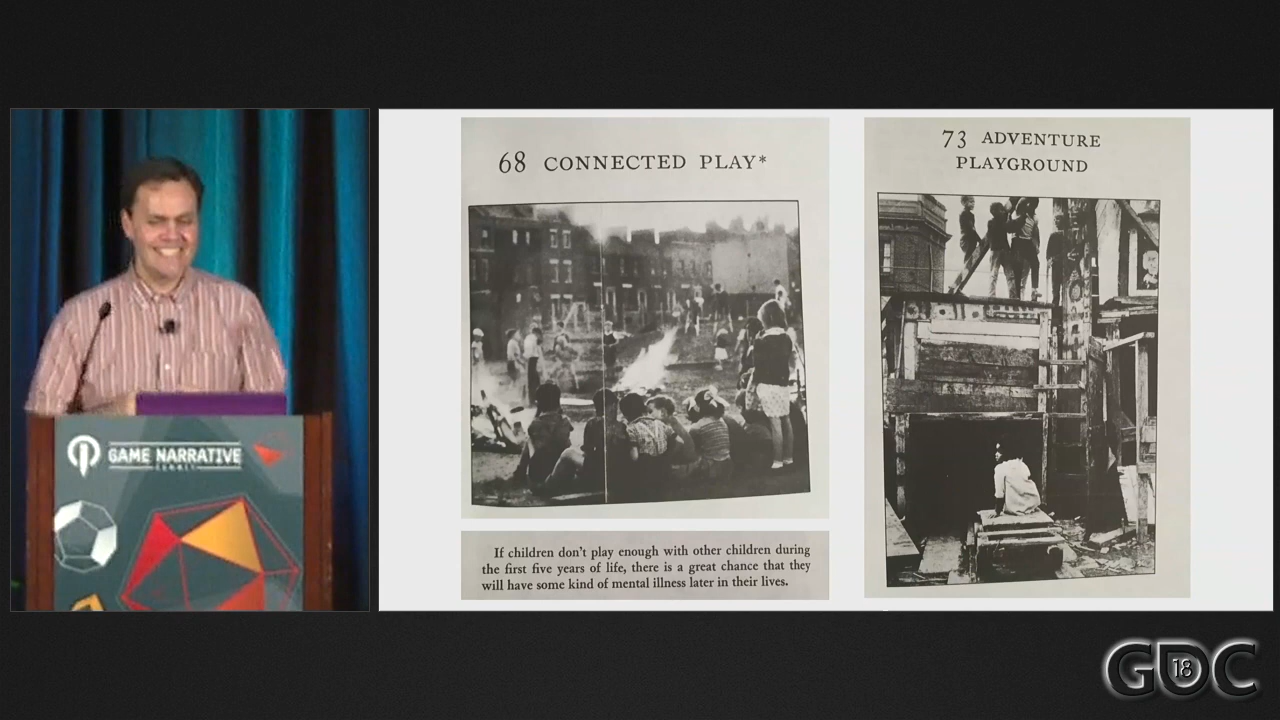 GAME NARRATIVE
SUMMIT
68 CONNECTED PLAY*
If children don't play enough with other children during
the first five years of life, there is a great chance that they
will have some kind of mental illness later in their lives.
73 ADVENTURE
PLAYGROUND
GDC
18